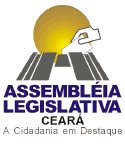 ASSEMBLÉIA
LEGISLATIVA
CEARÁ
A Cidadania em Destaque